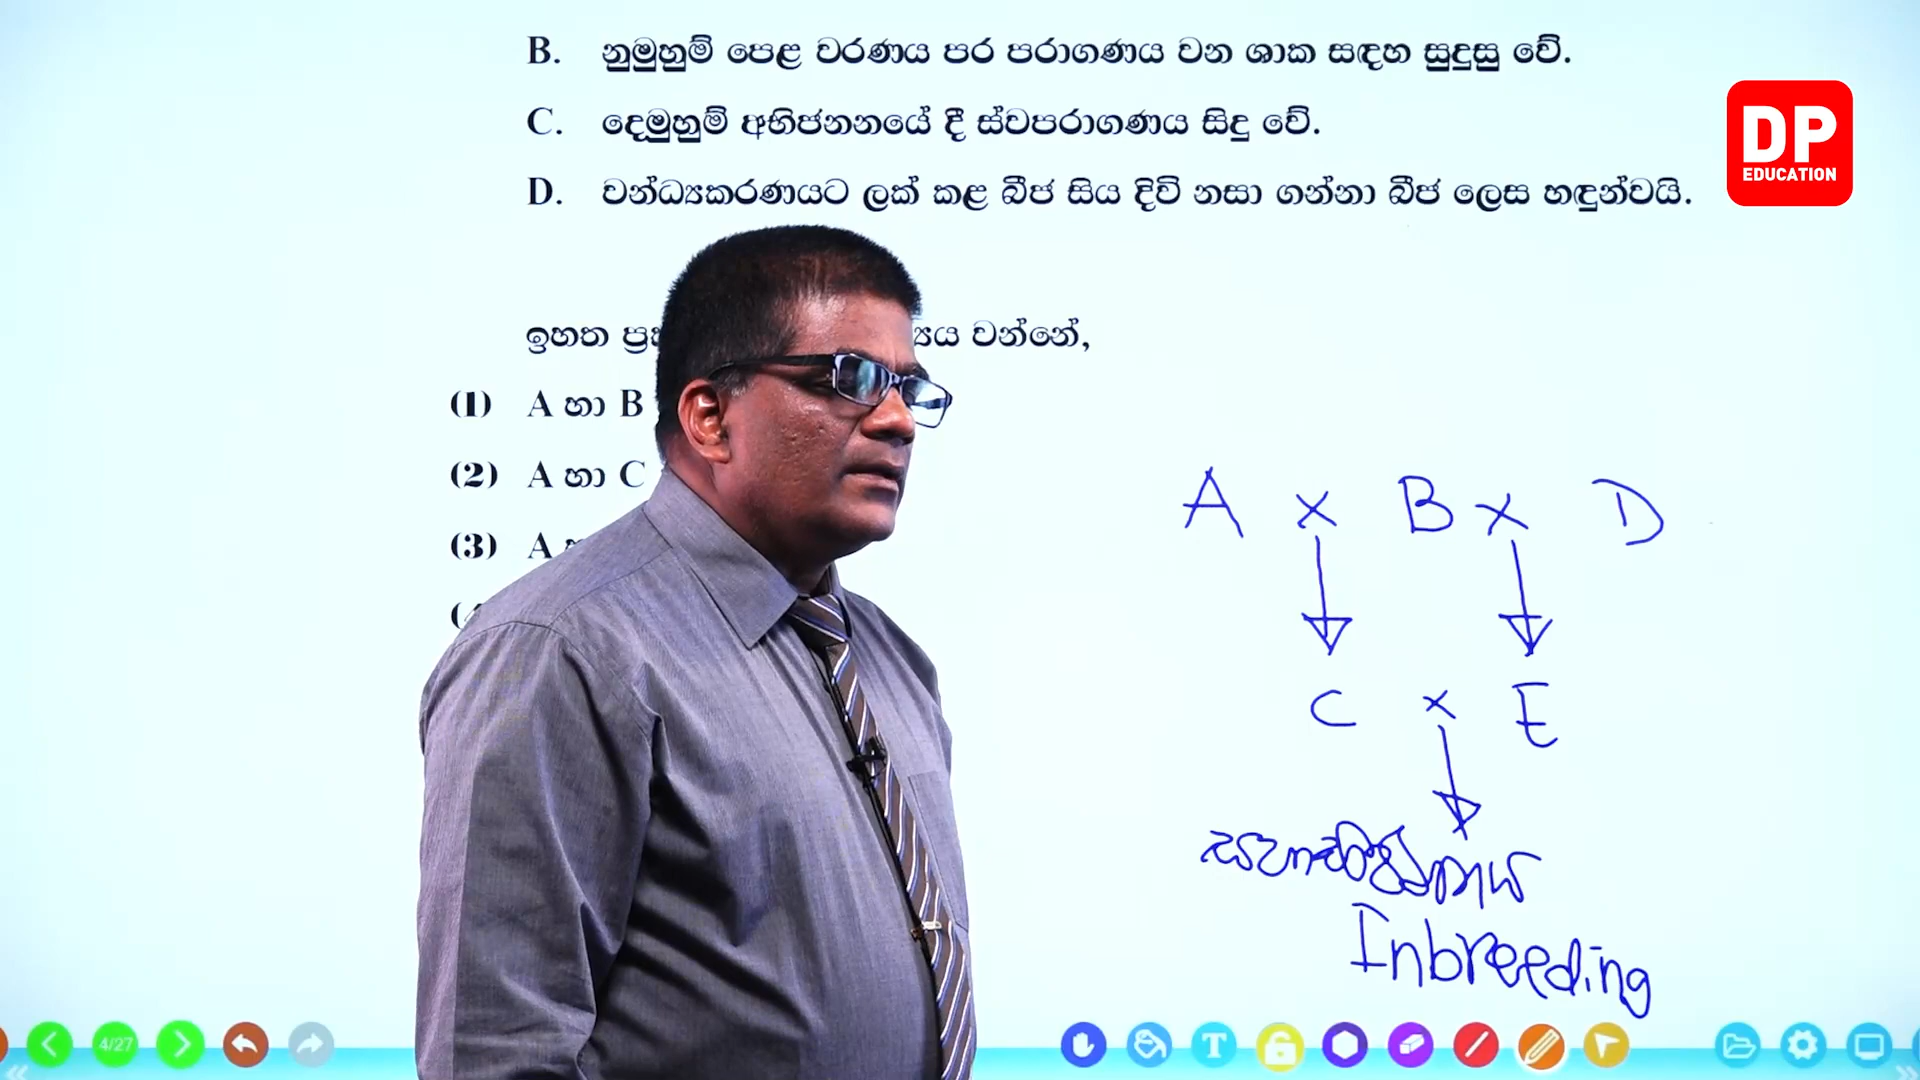 B. නුමුහුම් පෙළ වරණය පර පරාගණය වන ශාක සඳහා සුදුසු වේ.
C. දෙමුහුම් අභිජනනයේ දී ස්වපරාගණය සිදු වේ.
D. වන්ධ්‍යකරණයට ලක් කළ බීජ සිය දිවි නසා ගන්නා බීජ ලෙස හඳුන්වයි.
DP
EDUCATION
ඉහත වන්නේ,
(1) A හා B
(2) A හා C
(3) A
A × B × D
C × E
Inbreeding
4/27